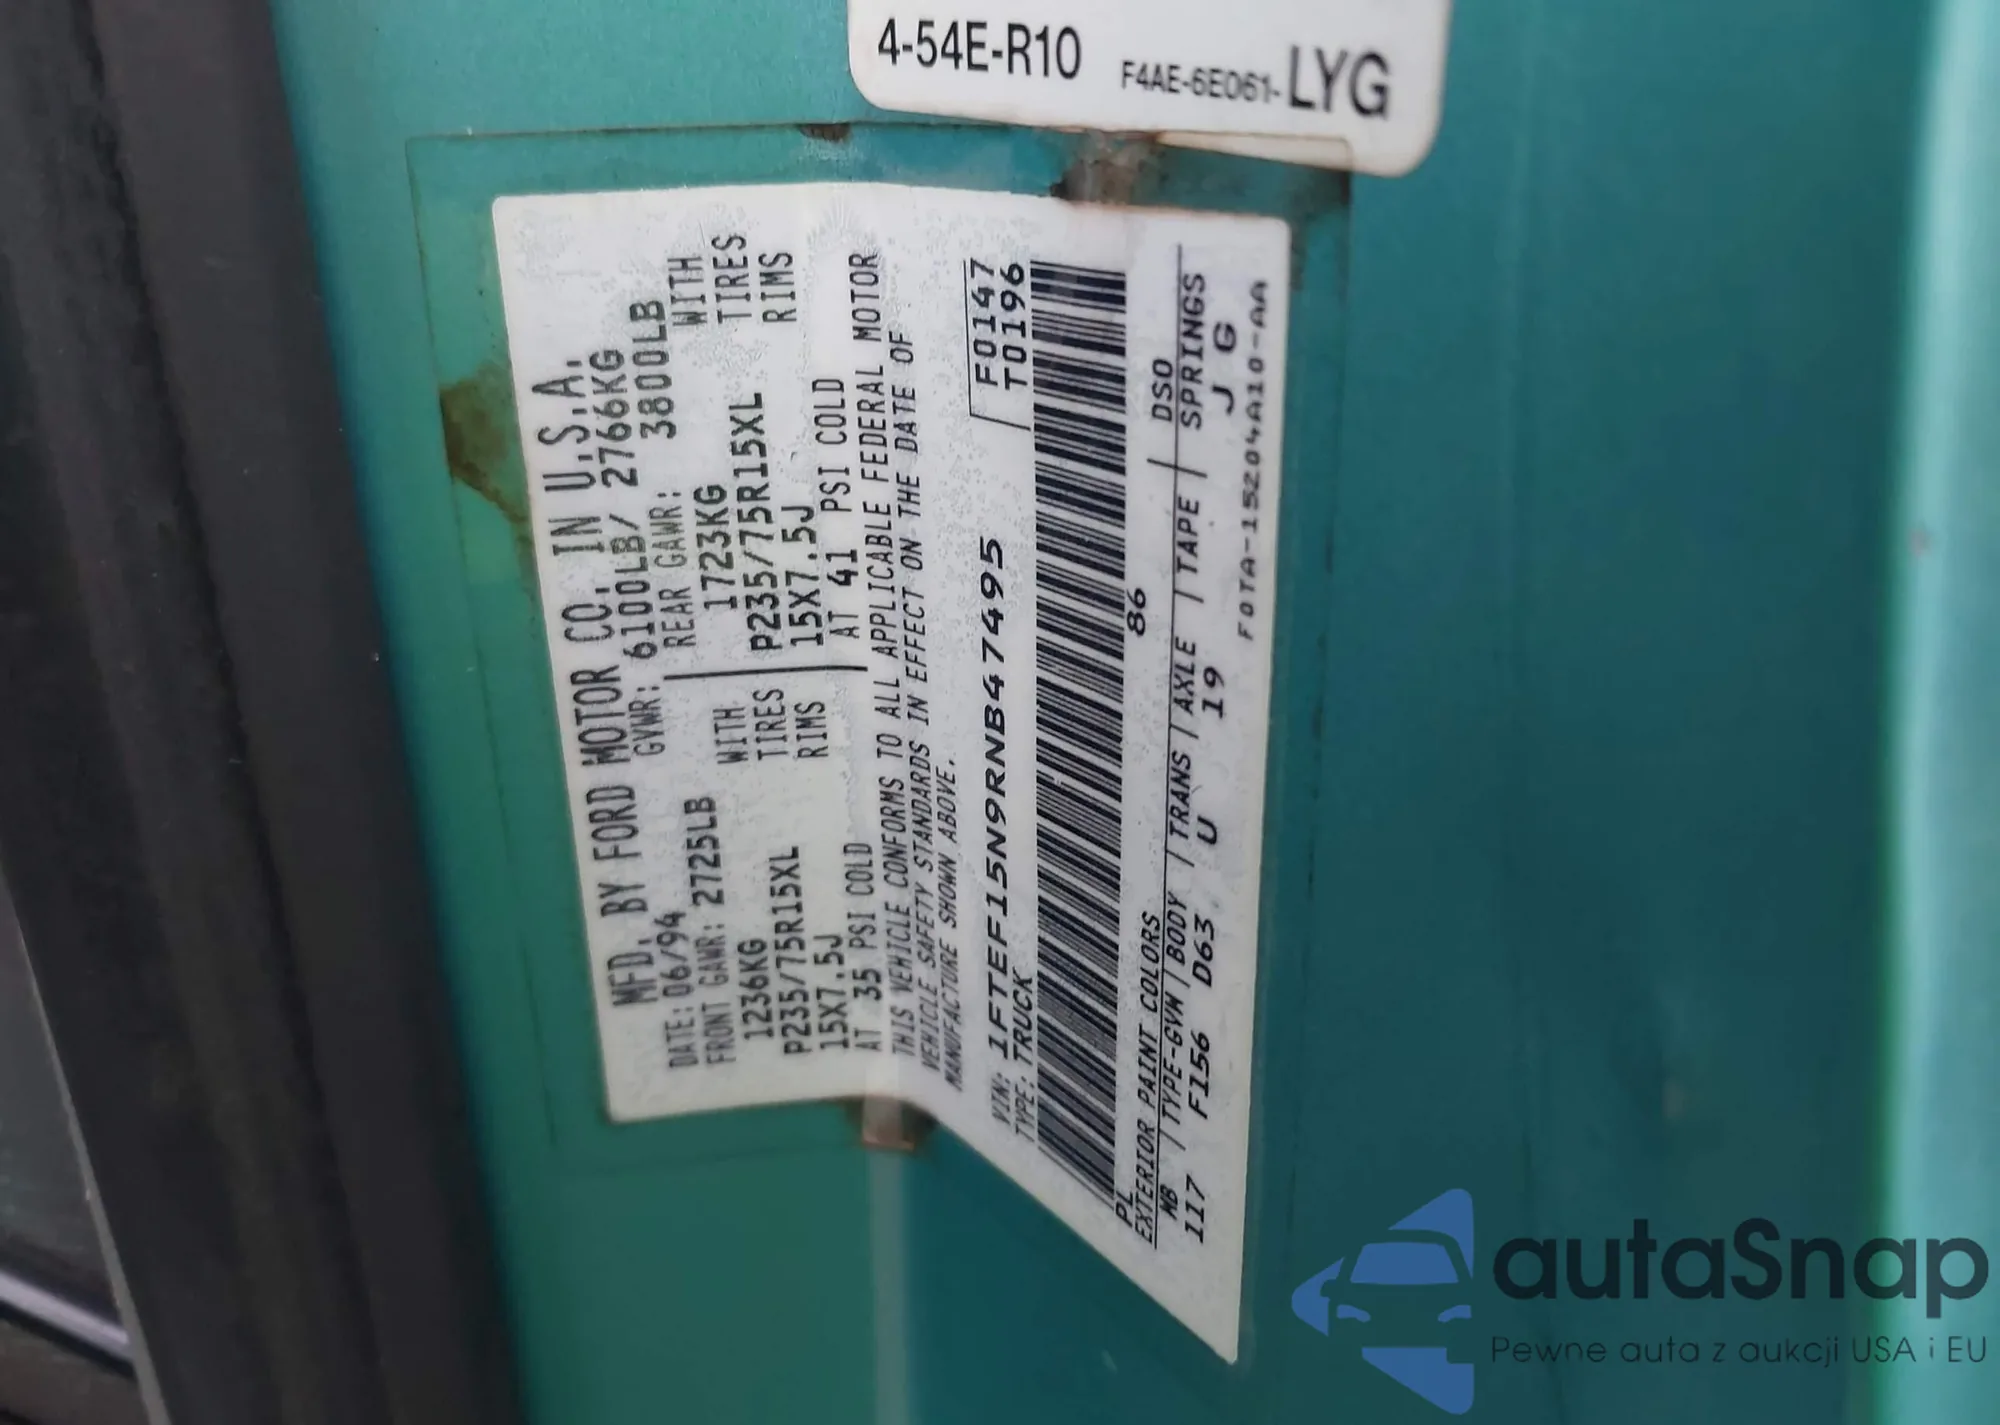 4-54E-R10 F4AE-6E061-LYG
MFD. BY FORD MOTOR CO. IN U.S.A.
DATE: 06/94 GVWR: 6100LB/ 2766KG
FRONT GAWR: 2725LB REAR GAWR: 3800LB
1236KG WITH 1723KG WITH
P235/75R15XL TIRES P235/75R15XL TIRES
15X7.5J RIMS 15X7.5J RIMS
AT 35 PSI COLD AT 41 PSI COLD
THIS VEHICLE CONFORMS TO ALL APPLICABLE FEDERAL MOTOR
VEHICLE SAFETY STANDARDS IN EFFECT ON THE DATE OF
MANUFACTURE SHOWN ABOVE.
VIN: 1FTEF15N9RNB47495 F0147
TYPE: TRUCK T0196
PL 86
EXTERIOR PAINT COLORS DSO
WB / TYPE-GVM / BODY / TRANS / AXLE / TAPE / SPRINGS
117 F156 D63 U 19 J G
F0TA-15204A10-AA
autaSnap
Pewne auta z aukcji USA i EU